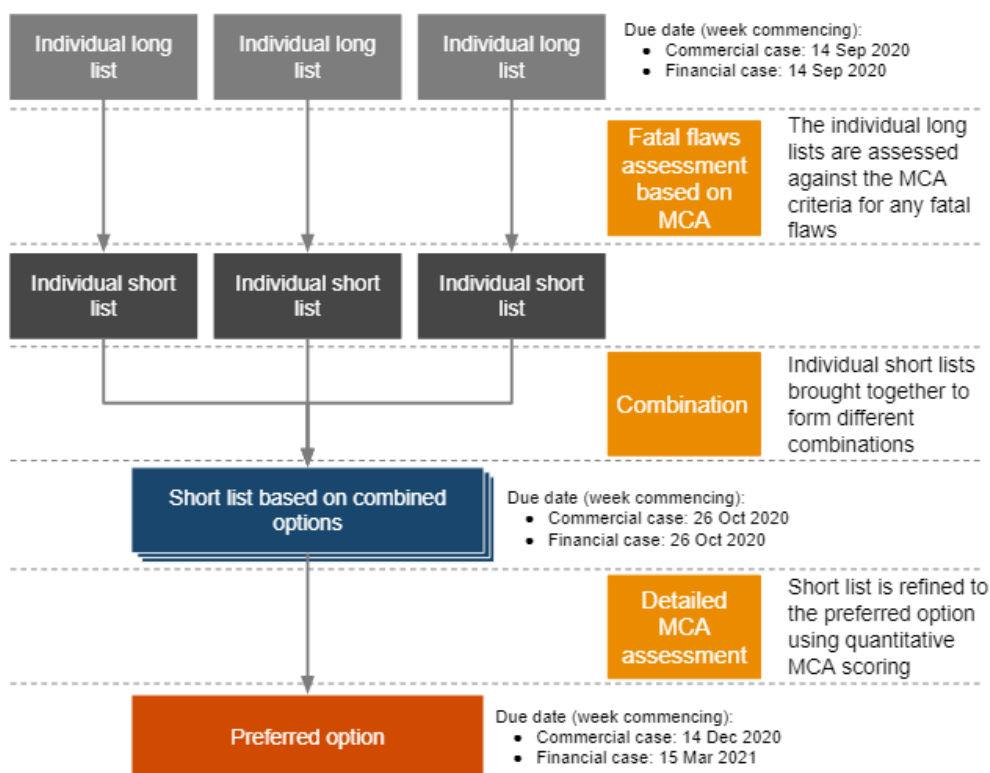 Individual long
list
Individual long
list
Individual long
list
Due date (week commencing):
● Commercial case: 14 Sep 2020
● Financial case: 14 Sep 2020
Fatal flaws
assessment
based on
MCA
The individual long
lists are assessed
against the MCA
criteria for any fatal
flaws
Individual short
list
Individual short
list
Individual short
list
Combination
Individual short lists
brought together to
form different
combinations
Short list based on combined
options
Due date (week commencing):
● Commercial case: 26 Oct 2020
● Financial case: 26 Oct 2020
Detailed
MCA
assessment
Short list is refined to
the preferred option
using quantitative
MCA scoring
Preferred option
Due date (week commencing):
● Commercial case: 14 Dec 2020
● Financial case: 15 Mar 2021